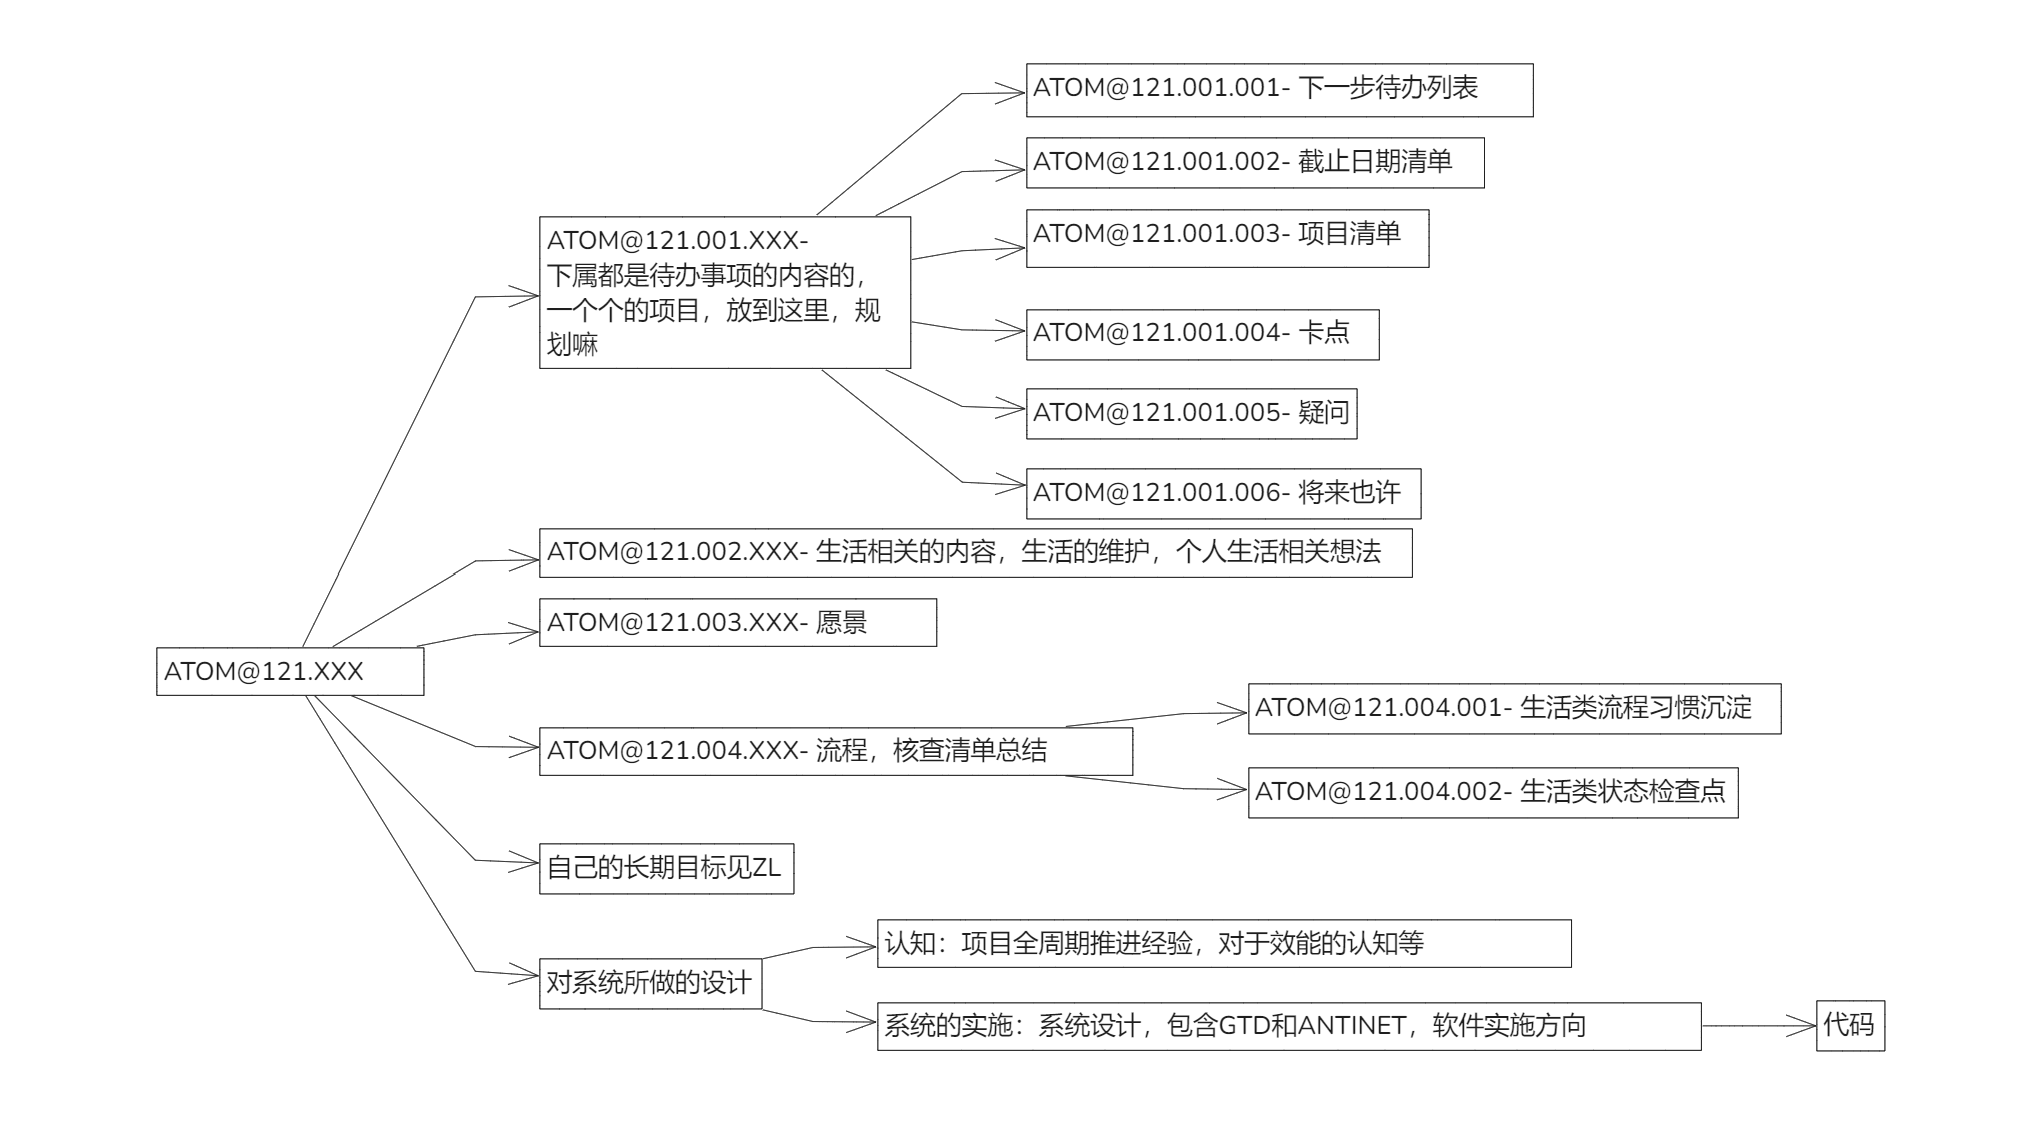 ATOM@121.XXX
ATOM@121.001.XXX-
下属都是待办事项的内容的，
一个个的项目，放到这里，规
划嘛
ATOM@121.001.001- 下一步待办列表
ATOM@121.001.002- 截止日期清单
ATOM@121.001.003- 项目清单
ATOM@121.001.004- 卡点
ATOM@121.001.005- 疑问
ATOM@121.001.006- 将来也许
ATOM@121.002.XXX- 生活相关的内容，生活的维护，个人生活相关想法
ATOM@121.003.XXX- 愿景
ATOM@121.004.XXX- 流程，核查清单总结
ATOM@121.004.001- 生活类流程习惯沉淀
ATOM@121.004.002- 生活类状态检查点
自己的长期目标见ZL
对系统所做的设计
认知：项目全周期推进经验，对于效能的认知等
系统的实施：系统设计，包含GTD和ANTINET，软件实施方向
代码